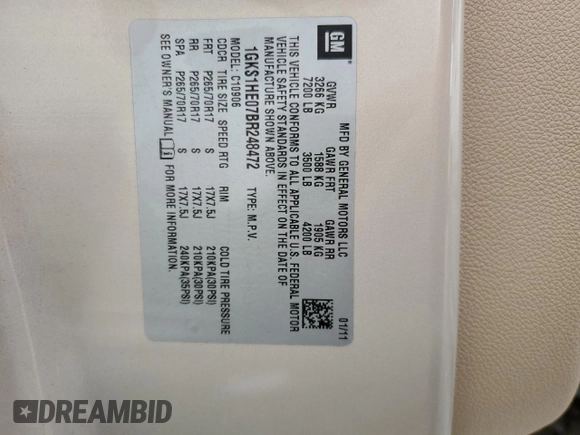 GM
MFD BY GENERAL MOTORS LLC
01/11
GVWR GAWR FRT GAWR RR
3266 KG 1588 KG 1905 KG
7200 LB 3500 LB 4200 LB
THIS VEHICLE CONFORMS TO ALL APPLICABLE U.S. FEDERAL MOTOR
VEHICLE SAFETY STANDARDS IN EFFECT ON THE DATE OF
MANUFACTURE SHOWN ABOVE.
1GKS1HE07BR248472 TYPE: M.P.V.
MODEL: C10906
CDCR TIRE SIZE SPEED RTG RIM COLD TIRE PRESSURE
FRT P265/70R17 S 17X7.5J 210KPA(30PSI)
RR P265/70R17 S 17X7.5J 210KPA(30PSI)
SPA P265/70R17 S 17X7.5J 240KPA(35PSI)
SEE OWNER'S MANUAL i FOR MORE INFORMATION.
DREAMBID